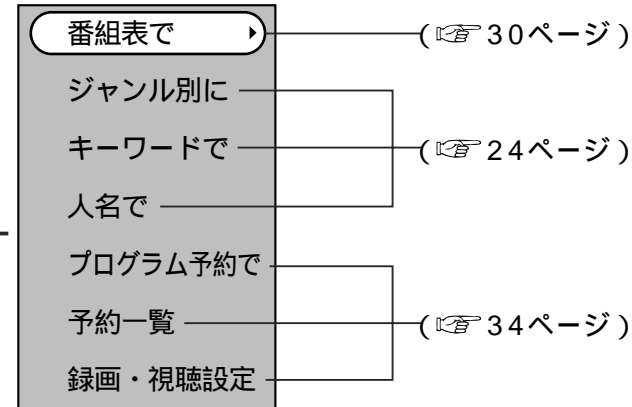 番組表で (☞30ページ)
ジャンル別に
キーワードで (☞24ページ)
人名で
プログラム予約で
予約一覧 (☞34ページ)
録画・視聴設定